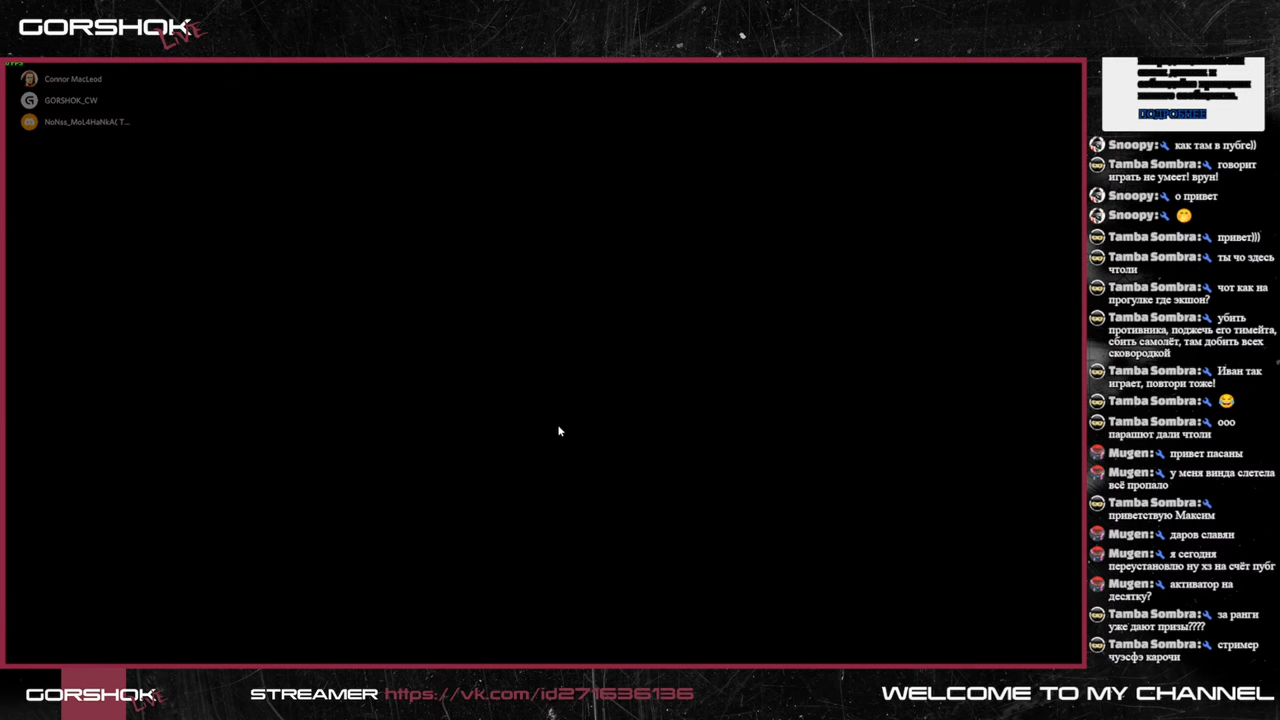 GORSHOK
LIVE
Connor MacLeod
GORSHOK_CW
NoNss_MoL4HaNkA( T...
ПОДРОБНЕЕ
Snoopy: как там в пубге))
Tamba Sombra: говорит
играть не умеет! врун!
Snoopy: о привет
Snoopy: 🤭
Tamba Sombra: привет)))
Tamba Sombra: ты чо здесь
чтоли
Tamba Sombra: чот как на
прогулке где экшон?
Tamba Sombra: убить
противника, поджечь его тимейта,
сбить самолёт, там добить всех
сковородкой
Tamba Sombra: Иван так
играет, повтори тоже!
Tamba Sombra: 😂
Tamba Sombra: ооо
парашют дали чтоли
Mugen: привет пасаны
Mugen: у меня винда слетела
всё пропало
Tamba Sombra:
приветствую Максим
Mugen: даров славян
Mugen: я сегодня
переустановлю ну хз на счёт пубг
Mugen: активатор на
десятку?
Tamba Sombra: за ранги
уже дают призы????
Tamba Sombra: стример
чуэсфэ карочи
GORSHOK
LIVE
STREAMER https://vk.com/id271636136
WELCOME TO MY CHANNEL